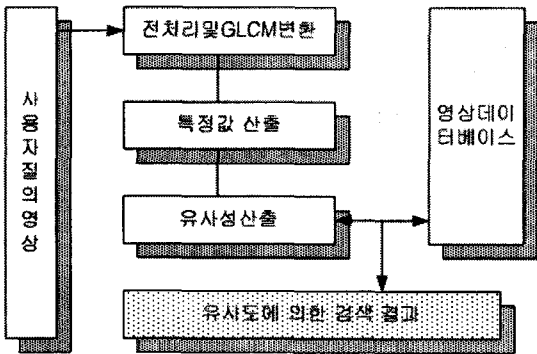 사용자질의영상
전처리및GLCM변환
특정값 산출
유사성산출
영상데이
터베이스
유사도에 의한 검색 결과